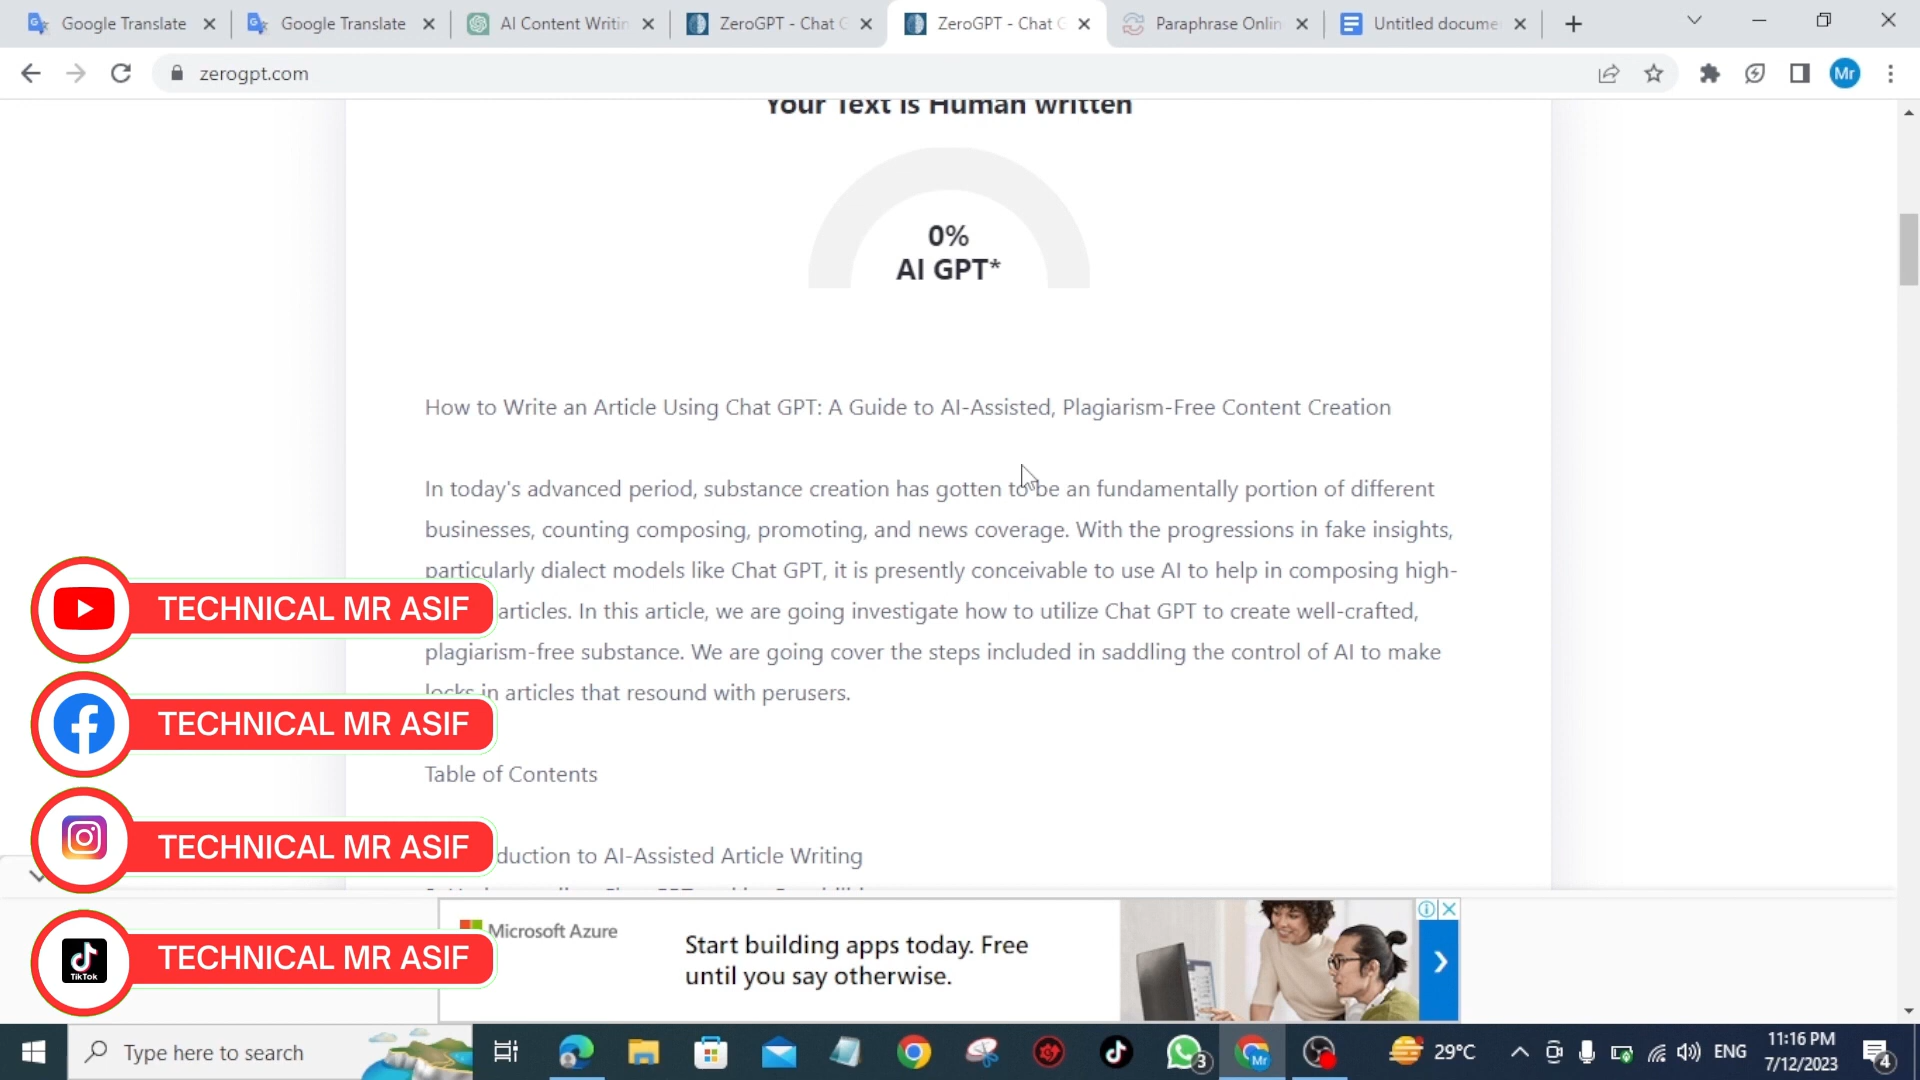 Google Translate
Google Translate
AI Content Writin
ZeroGPT - Chat G
ZeroGPT - Chat G
Paraphrase Onlin
Untitled docume
zerogpt.com
Mr
Your Text is Human written
0%
AI GPT*
How to Write an Article Using Chat GPT: A Guide to AI-Assisted, Plagiarism-Free Content Creation
In today's advanced period, substance creation has gotten to be an fundamentally portion of different
businesses, counting composing, promoting, and news coverage. With the progressions in fake insights,
particularly dialect models like Chat GPT, it is presently conceivable to use AI to help in composing high-
articles. In this article, we are going investigate how to utilize Chat GPT to create well-crafted,
plagiarism-free substance. We are going cover the steps included in saddling the control of AI to make
locks in articles that resound with perusers.
Table of Contents
duction to AI-Assisted Article Writing
TECHNICAL MR ASIF
TECHNICAL MR ASIF
TECHNICAL MR ASIF
TikTok
TECHNICAL MR ASIF
Microsoft Azure
Start building apps today. Free
until you say otherwise.
Type here to search
3
Mr
29°C
ENG
11:16 PM
7/12/2023
4